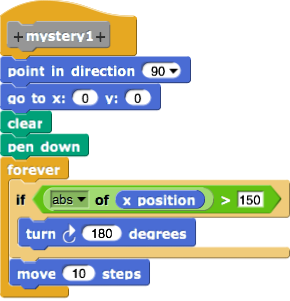 + mystery1 +
point in direction 90
go to x: 0 y: 0
clear
pen down
forever
if abs of x position > 150
turn 180 degrees
move 10 steps